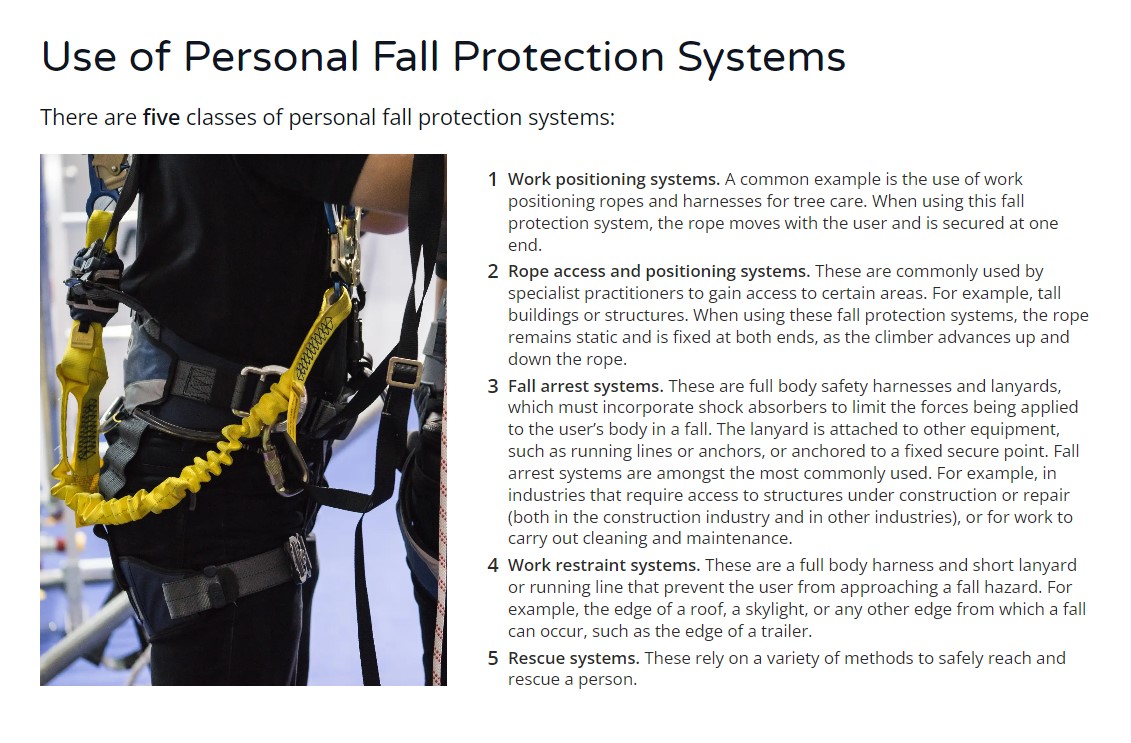 Use of Personal Fall Protection Systems
There are five classes of personal fall protection systems:
1 Work positioning systems. A common example is the use of work
positioning ropes and harnesses for tree care. When using this fall
protection system, the rope moves with the user and is secured at one
end.
2 Rope access and positioning systems. These are commonly used by
specialist practitioners to gain access to certain areas. For example, tall
buildings or structures. When using these fall protection systems, the rope
remains static and is fixed at both ends, as the climber advances up and
down the rope.
3 Fall arrest systems. These are full body safety harnesses and lanyards,
which must incorporate shock absorbers to limit the forces being applied
to the user’s body in a fall. The lanyard is attached to other equipment,
such as running lines or anchors, or anchored to a fixed secure point. Fall
arrest systems are amongst the most commonly used. For example, in
industries that require access to structures under construction or repair
(both in the construction industry and in other industries), or for work to
carry out cleaning and maintenance.
4 Work restraint systems. These are a full body harness and short lanyard
or running line that prevent the user from approaching a fall hazard. For
example, the edge of a roof, a skylight, or any other edge from which a fall
can occur, such as the edge of a trailer.
5 Rescue systems. These rely on a variety of methods to safely reach and
rescue a person.